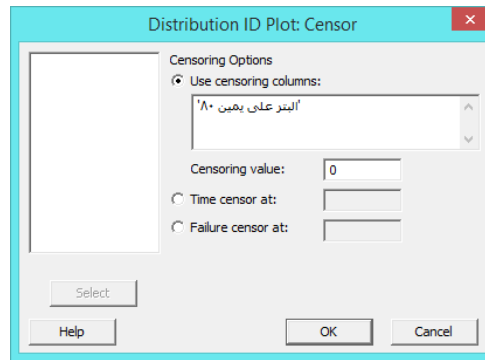 Distribution ID Plot: Censor
Censoring Options
Use censoring columns:
'البتر على يمين ٨٠'
Censoring value:
0
Time censor at:
Failure censor at:
Select
Help
OK
Cancel